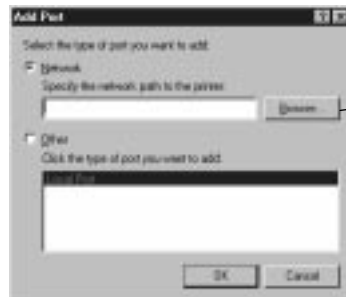 Add Port
Select the type of port you want to add:
Network
Specify the network path to the printer:
Browse...
Other
Click the type of port you want to add:
Local Port
OK
Cancel